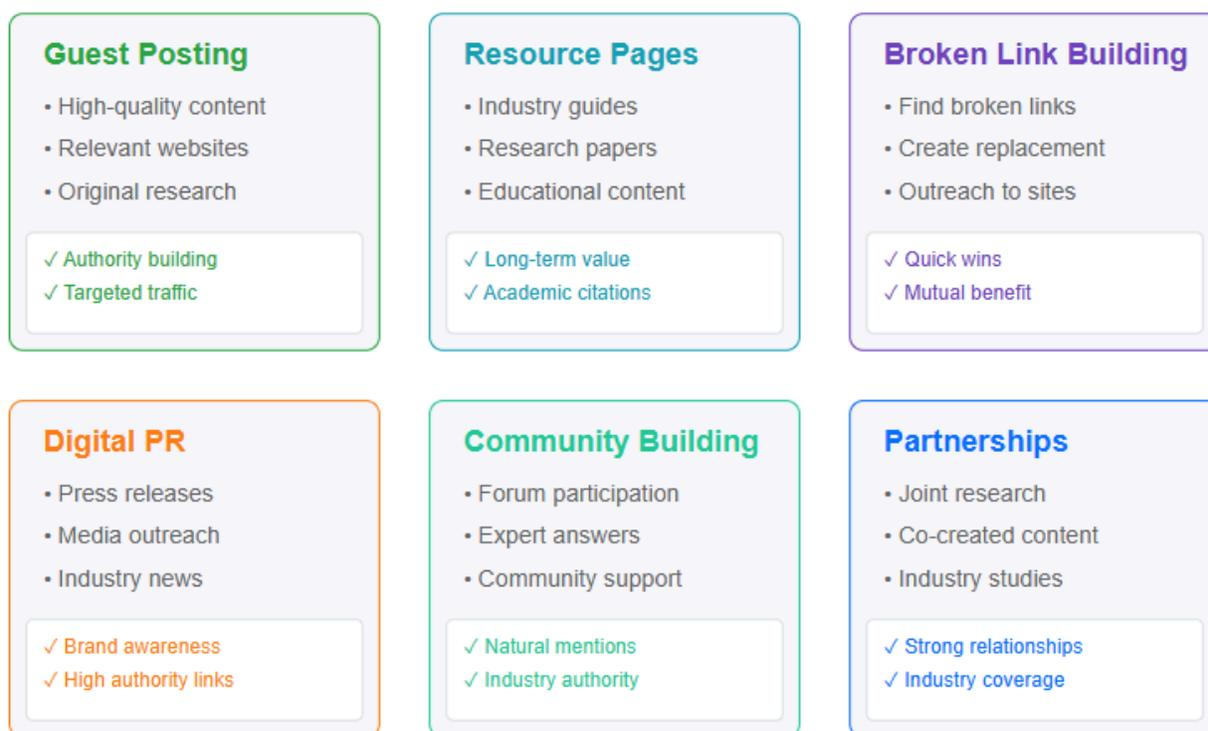 Guest Posting
• High-quality content
• Relevant websites
• Original research
✓ Authority building
✓ Targeted traffic
Resource Pages
• Industry guides
• Research papers
• Educational content
✓ Long-term value
✓ Academic citations
Broken Link Building
• Find broken links
• Create replacement
• Outreach to sites
✓ Quick wins
✓ Mutual benefit
Digital PR
• Press releases
• Media outreach
• Industry news
✓ Brand awareness
✓ High authority links
Community Building
• Forum participation
• Expert answers
• Community support
✓ Natural mentions
✓ Industry authority
Partnerships
• Joint research
• Co-created content
• Industry studies
✓ Strong relationships
✓ Industry coverage